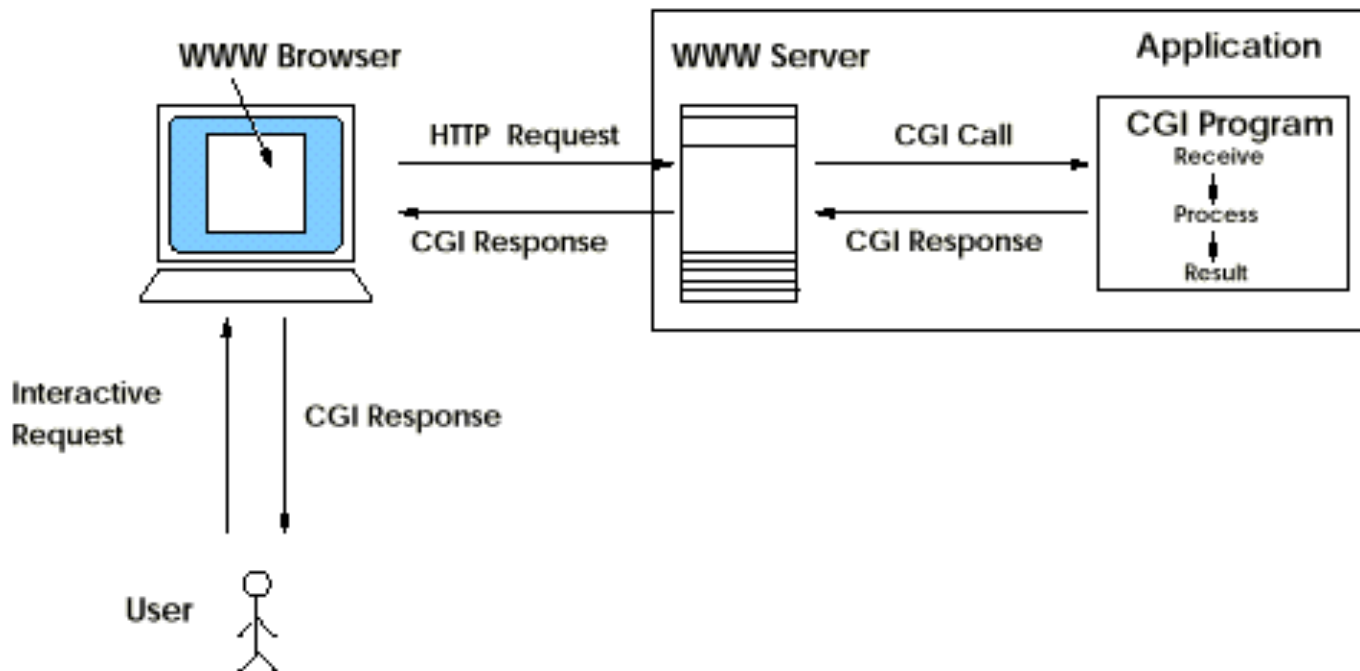 WWW Browser
WWW Server
Application
HTTP Request
CGI Response
CGI Call
CGI Response
CGI Program
Receive
Process
Result
Interactive
Request
CGI Response
User